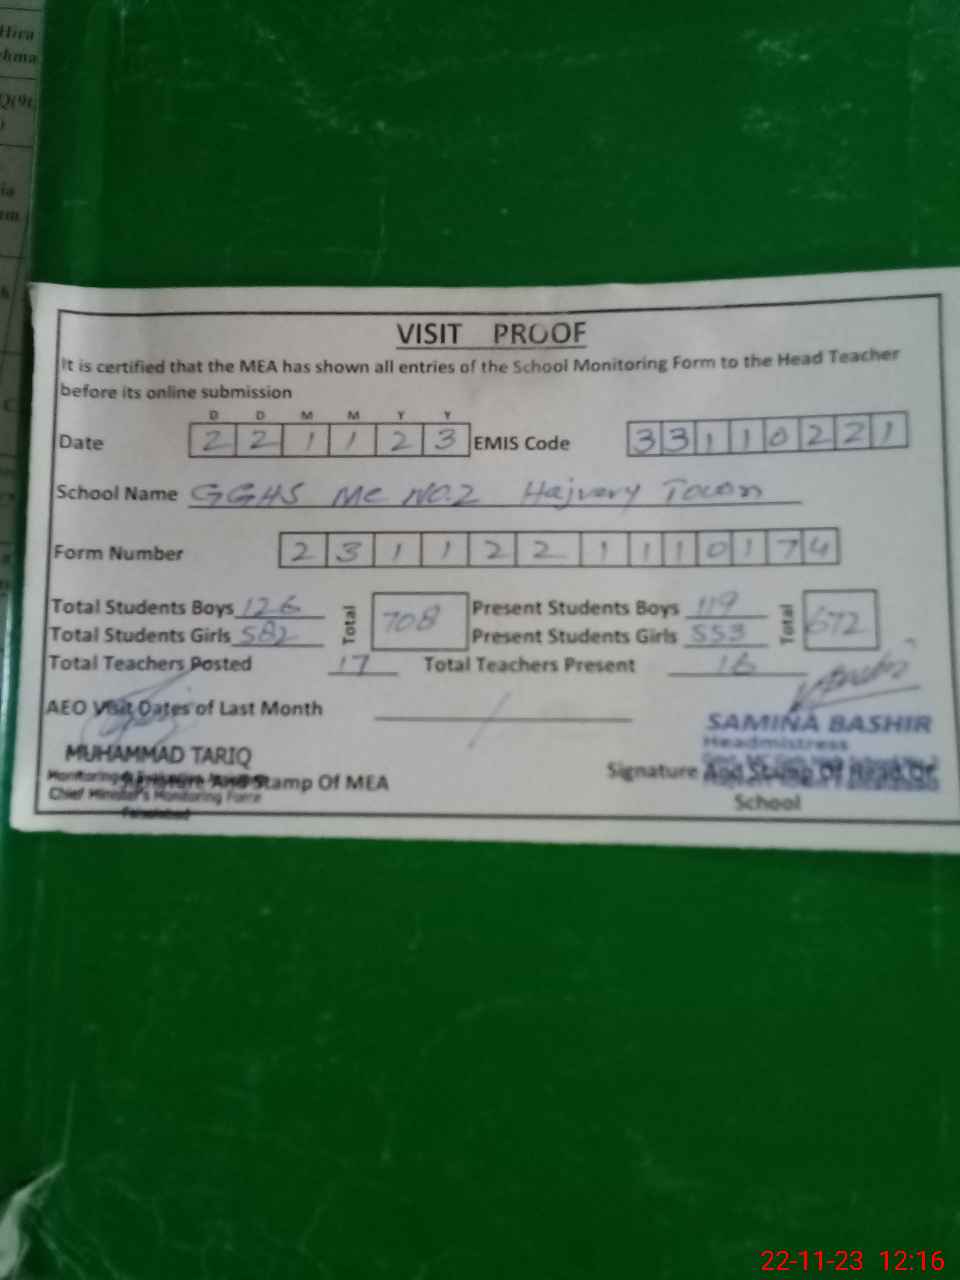 Hira
VISIT PROOF
It is certified that the MEA has shown all entries of the School Monitoring Form to the Head Teacher
before its online submission
D D M M Y Y
Date 2 2 1 1 2 3 EMIS Code 3 3 1 1 0 2 2 1
School Name GGHS MC NO.2 Hajvery Town
Form Number 2 3 1 1 2 2 1 1 1 0 1 7 4
Total Students Boys 126 Total 708 Present Students Boys 119 Total 672
Total Students Girls 582 Present Students Girls 553
Total Teachers Posted 17 Total Teachers Present 16
AEO Visit Dates of Last Month /
SAMINA BASHIR
Headmistress
MUHAMMAD TARIQ
Signature And Stamp Of MEA Signature And Stamp Of Head Of
School
Chief Minister's Monitoring Force
Faisalabad
22-11-23 12:16